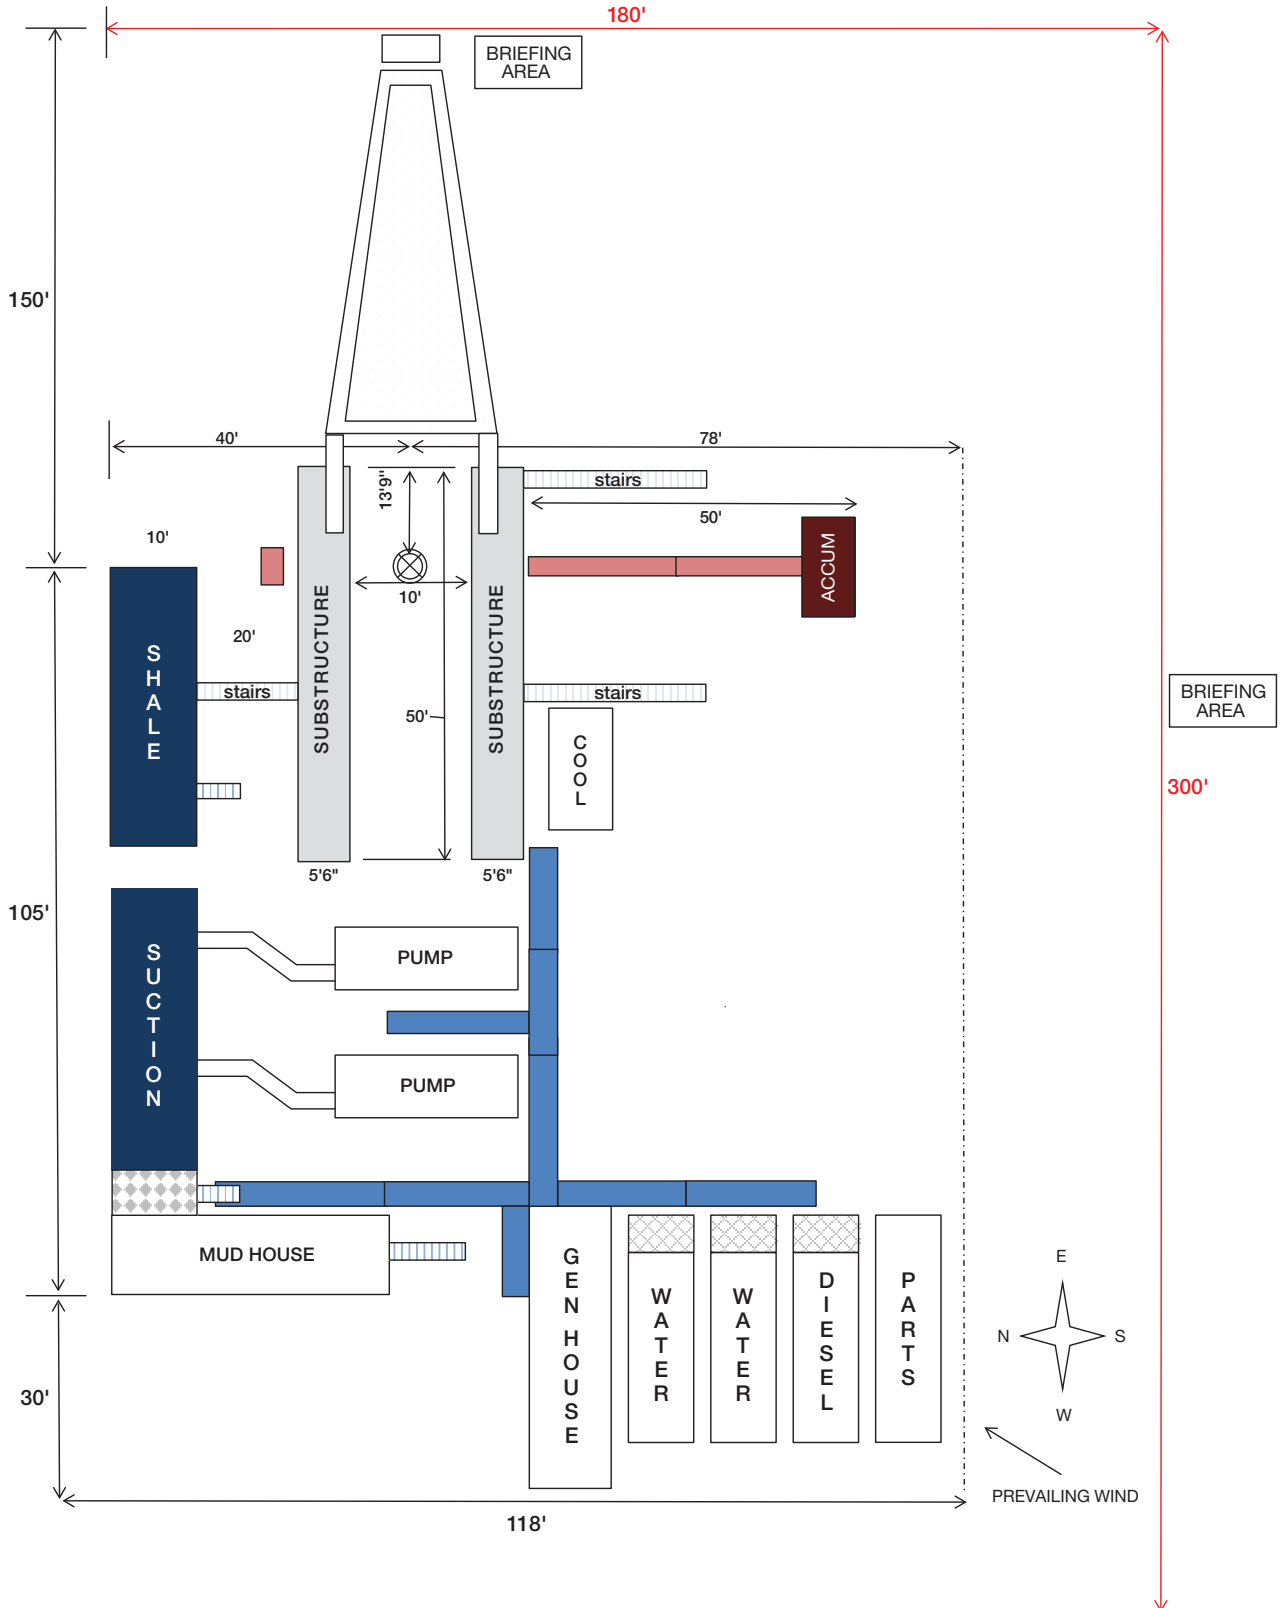 180'
BRIEFING
AREA
150'
40'
78'
13'9"
stairs
50'
10'
ACCUM
10'
SUBSTRUCTURE
SUBSTRUCTURE
20'
SHALE
stairs
stairs
50'
BRIEFING
AREA
COOL
300'
5'6"
5'6"
105'
SUCTION
PUMP
PUMP
MUD HOUSE
GEN HOUSE
WATER
WATER
DIESEL
PARTS
E
N
S
W
30'
PREVAILING WIND
118'